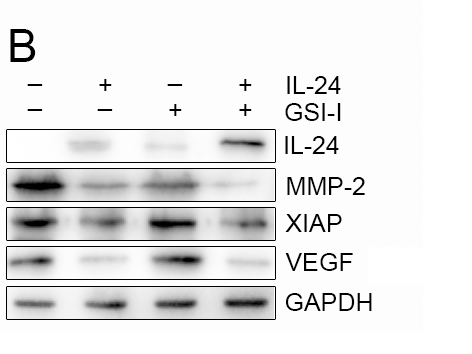 B
– + – + IL-24
– – + + GSI-I
IL-24
MMP-2
XIAP
VEGF
GAPDH